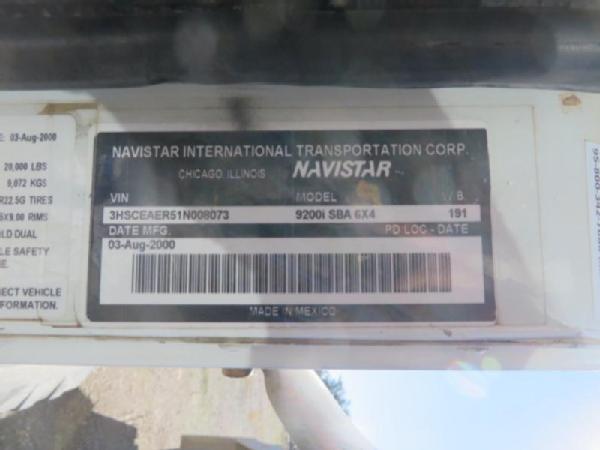 E: 03-Aug-2000
20,000 LBS
9,072 KGS
R22.5G TIRES
5X9.00 RIMS
LD DUAL
LE SAFETY
E.
JECT VEHICLE
FORMATION.
NAVISTAR INTERNATIONAL TRANSPORTATION CORP.
CHICAGO, ILLINOIS NAVISTAR
VIN MODEL W.B.
3HSCEAER51N008073 9200i SBA 6X4 191
DATE MFG. PD LOC - DATE
03-Aug-2000
MADE IN MEXICO